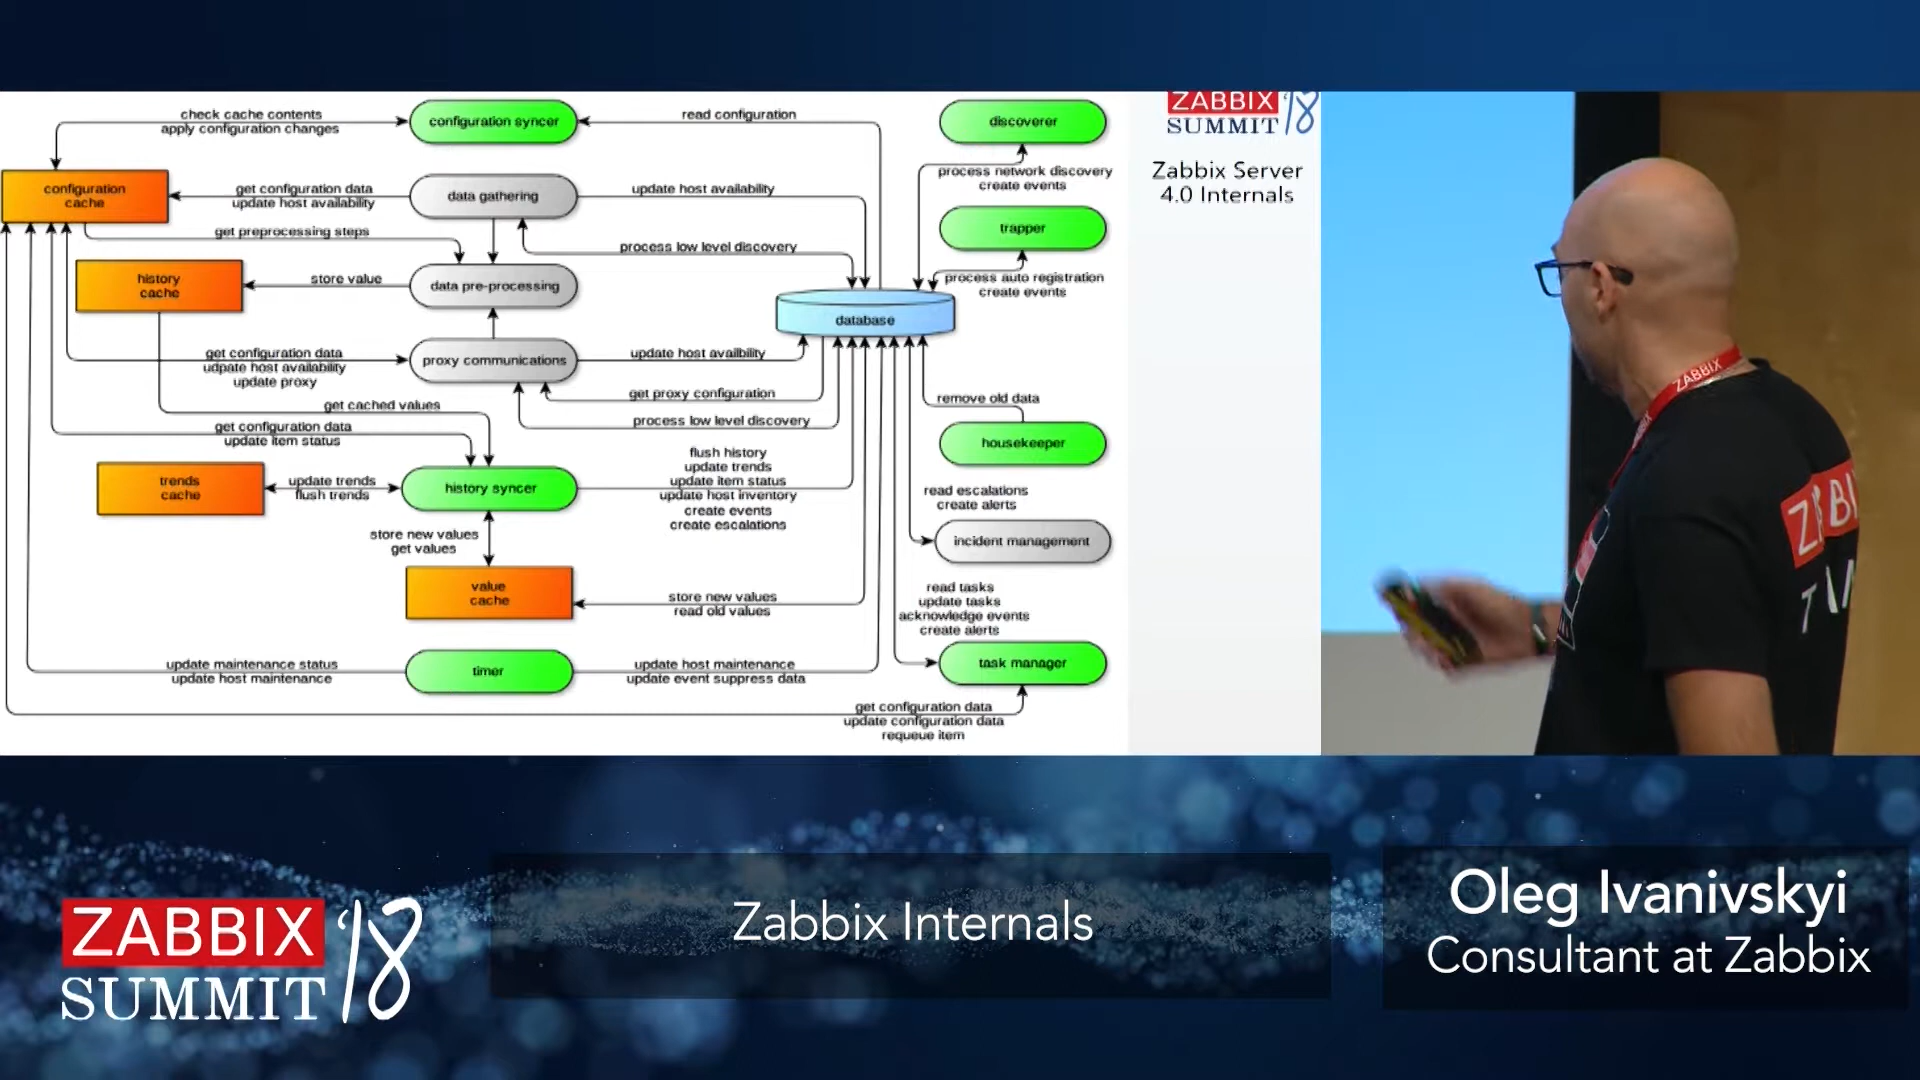 check cache contents
apply configuration changes
configuration syncer
read configuration
discoverer
process network discovery
create events
configuration
cache
get configuration data
update host availability
data gathering
update host availability
trapper
process auto registration
create events
get preprocessing steps
process low level discovery
history
cache
store value
data pre-processing
database
get configuration data
udpate host availability
update proxy
proxy communications
update host availbility
get proxy configuration
process low level discovery
remove old data
housekeeper
get cached values
get configuration data
update item status
trends
cache
update trends
flush trends
history syncer
flush history
update trends
update item status
update host inventory
create events
create escalations
read escalations
create alerts
incident management
store new values
get values
value
cache
store new values
read old values
read tasks
update tasks
acknowledge events
create alerts
task manager
update maintenance status
update host maintenance
timer
update host maintenance
update event suppress data
get configuration data
update configuration data
requeue item
ZABBIX '18
SUMMIT
Zabbix Server
4.0 Internals
ZABBIX
ZABBIX '18
SUMMIT
Zabbix Internals
Oleg Ivanivskyi
Consultant at Zabbix